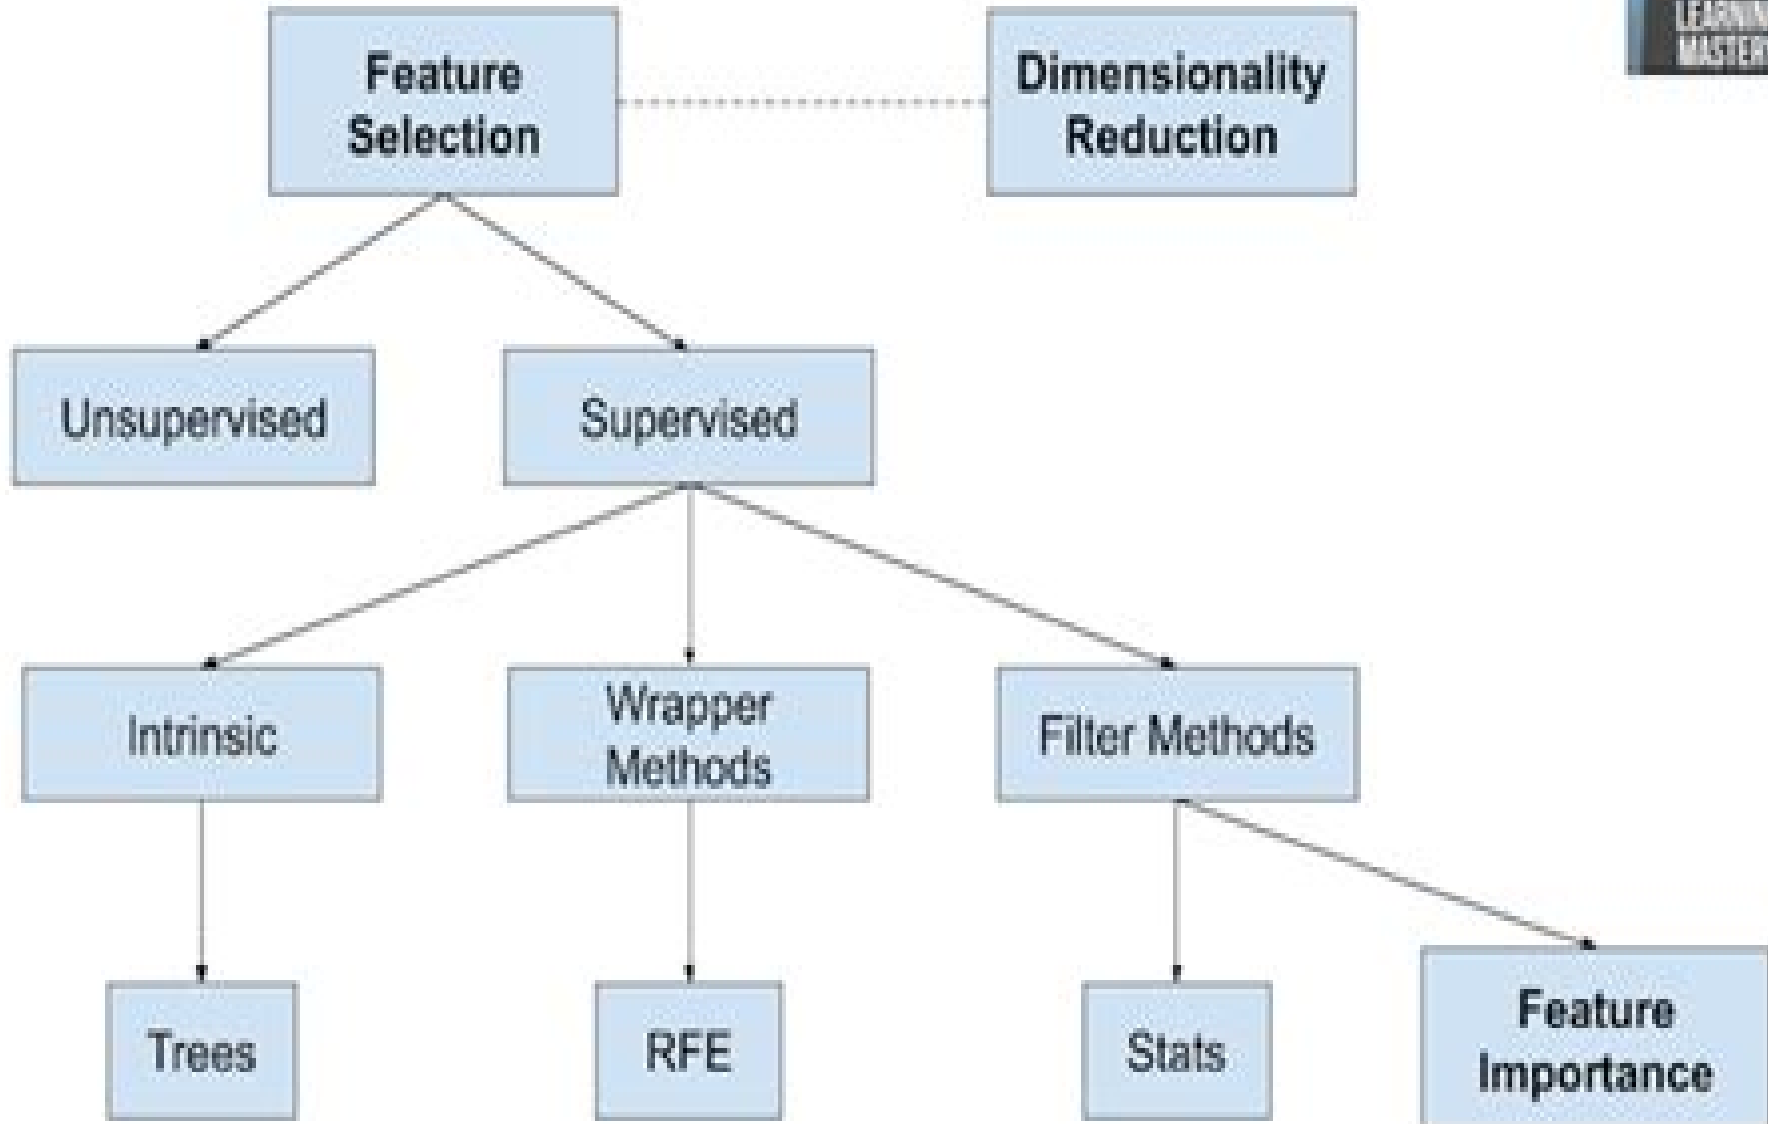 Feature
Selection
Dimensionality
Reduction
Unsupervised
Supervised
Intrinsic
Wrapper
Methods
Filter Methods
Trees
RFE
Stats
Feature
Importance